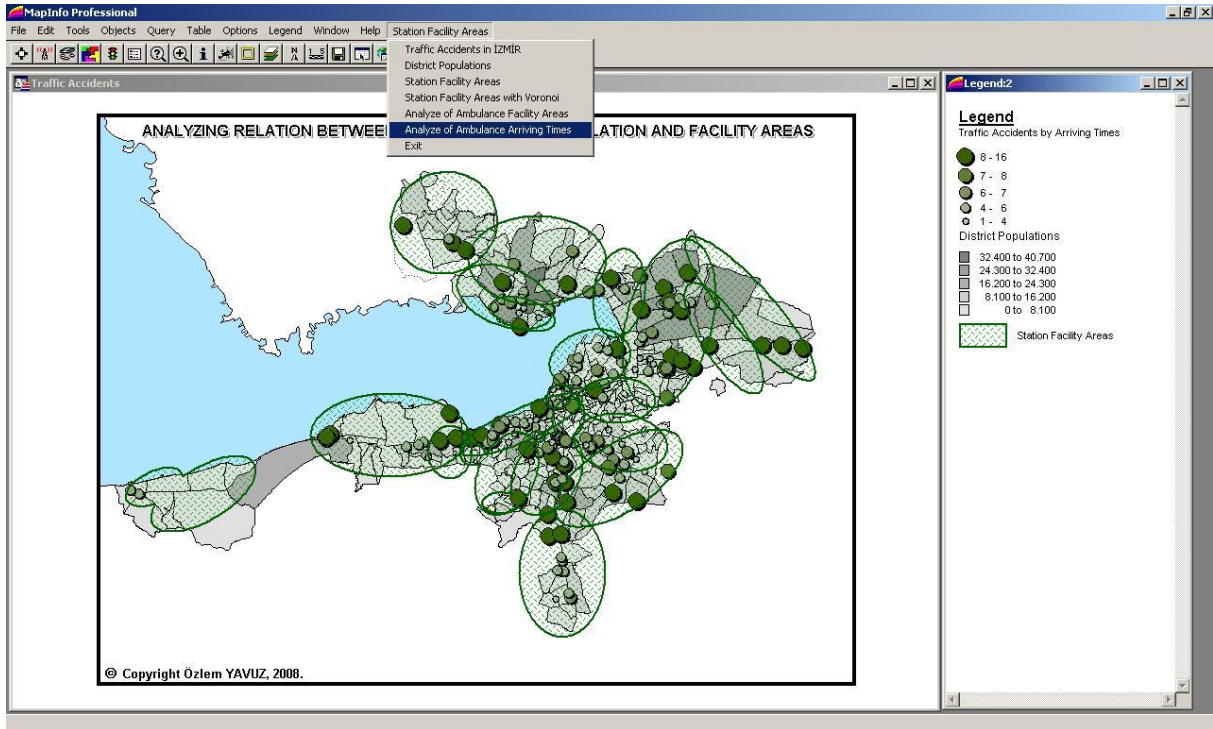 MapInfo Professional
File Edit Tools Objects Query Table Options Legend Window Help Station Facility Areas
Traffic Accidents in İZMİR
District Populations
Station Facility Areas
Station Facility Areas with Voronoi
Analyze of Ambulance Facility Areas
Analyze of Ambulance Arriving Times
Exit
Traffic Accidents
ANALYZING RELATION BETWEE
LATION AND FACILITY AREAS
© Copyright Özlem YAVUZ, 2008.
Legend:2
Legend
Traffic Accidents by Arriving Times
8 - 16
7 - 8
6 - 7
4 - 6
1 - 4
District Populations
32.400 to 40.700
24.300 to 32.400
16.200 to 24.300
8.100 to 16.200
0 to 8.100
Station Facility Areas